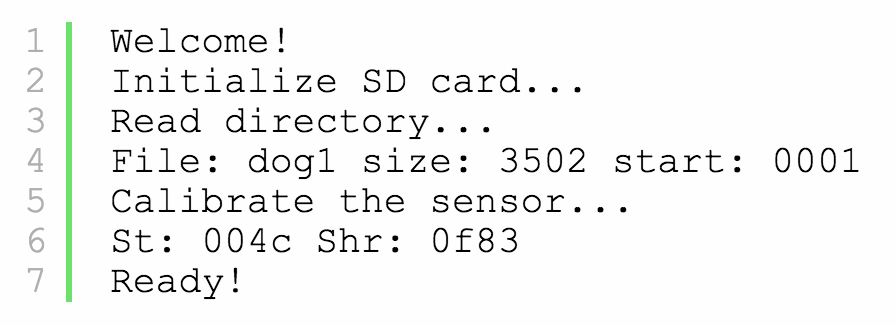 1 Welcome!
2 Initialize SD card...
3 Read directory...
4 File: dog1 size: 3502 start: 0001
5 Calibrate the sensor...
6 St: 004c Shr: 0f83
7 Ready!